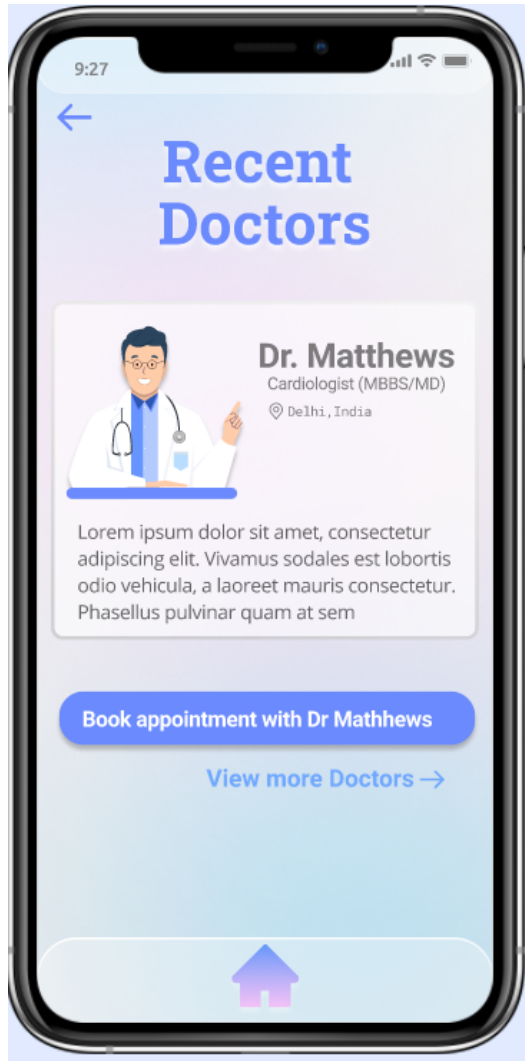 9:27
Recent
Doctors
Dr. Matthews
Cardiologist (MBBS/MD)
Delhi,India
Lorem ipsum dolor sit amet, consectetur
adipiscing elit. Vivamus sodales est lobortis
odio vehicula, a laoreet mauris consectetur.
Phasellus pulvinar quam at sem
Book appointment with Dr Mathhews
View more Doctors →